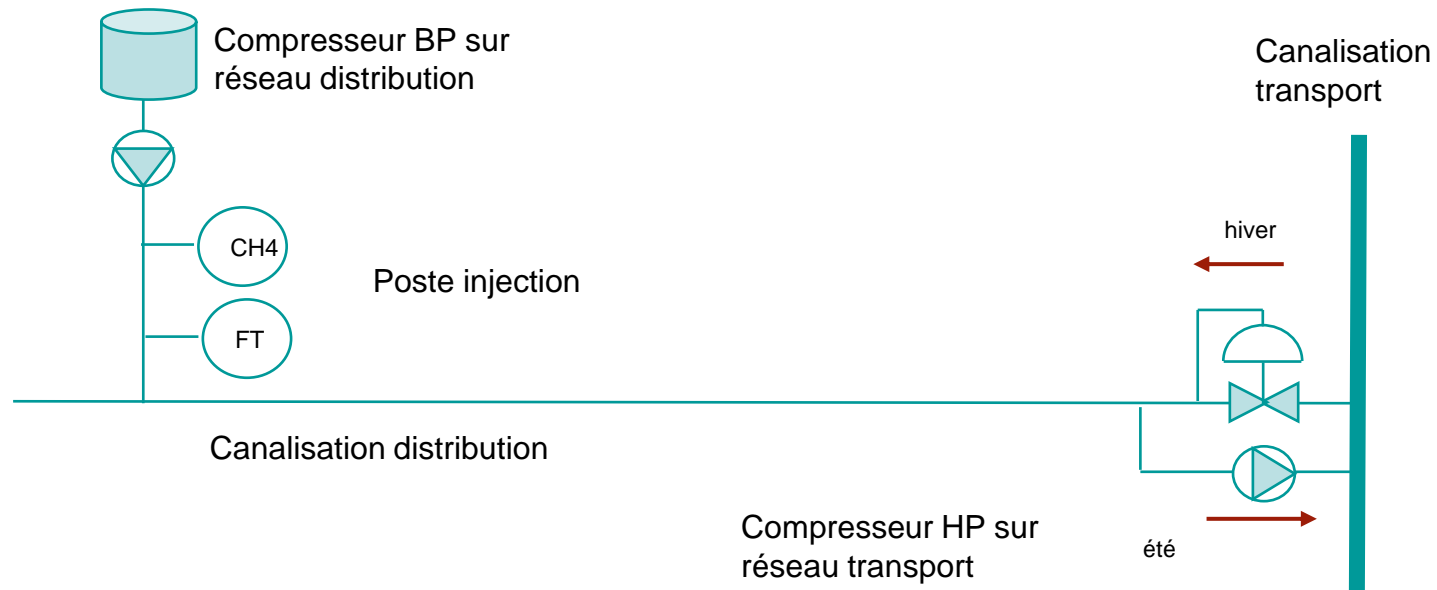 Compresseur BP sur
réseau distribution
Canalisation
transport
CH4
hiver
Poste injection
FT
Canalisation distribution
Compresseur HP sur
réseau transport
été